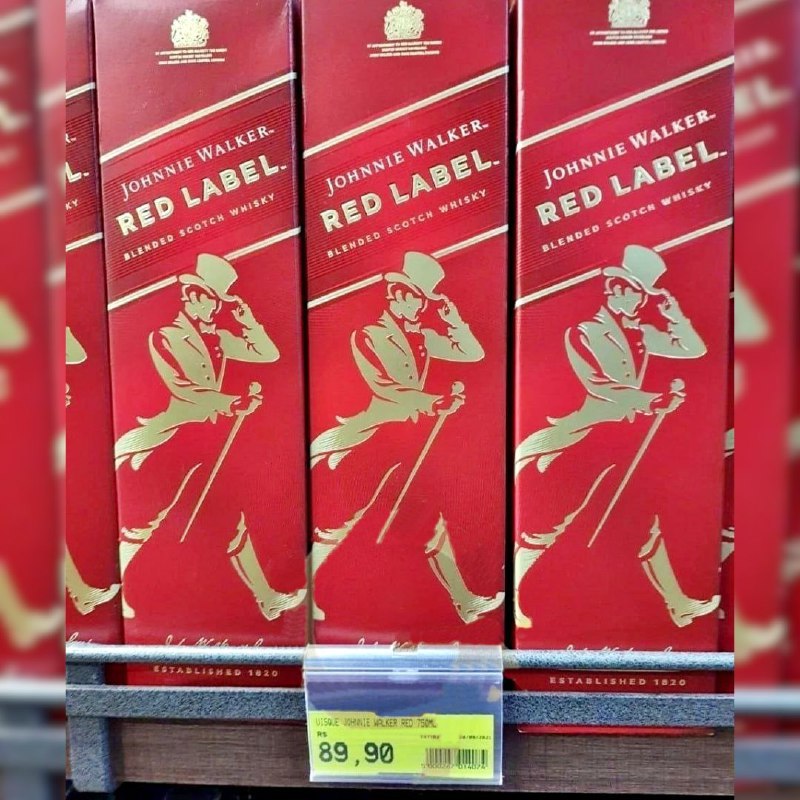 JOHNNIE WALKER
RED LABEL
BLENDED SCOTCH WHISKY
JOHNNIE WALKER
RED LABEL
BLENDED SCOTCH WHISKY
JOHNNIE WALKER
RED LABEL
BLENDED SCOTCH WHISKY
ESTABLISHED 1820
ESTABLISHED 1820
UISQUE JOHNNIE WALKER RED 750ML
R$
89,90